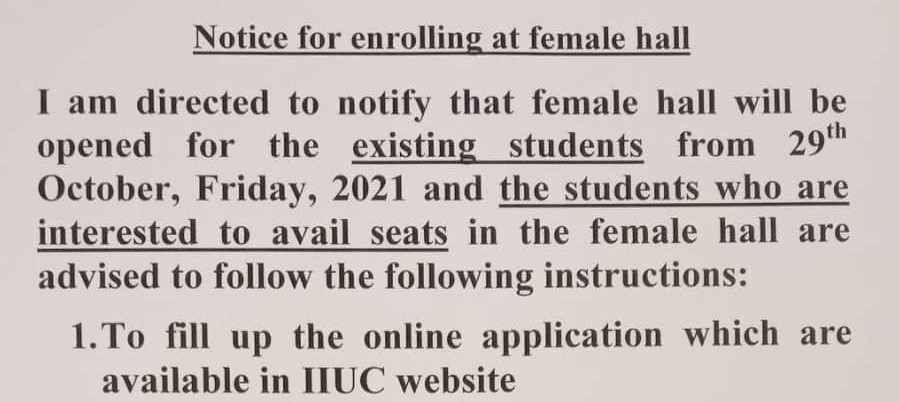 Notice for enrolling at female hall
I am directed to notify that female hall will be
opened for the existing students from 29th
October, Friday, 2021 and the students who are
interested to avail seats in the female hall are
advised to follow the following instructions:
1.To fill up the online application which are
available in IIUC website